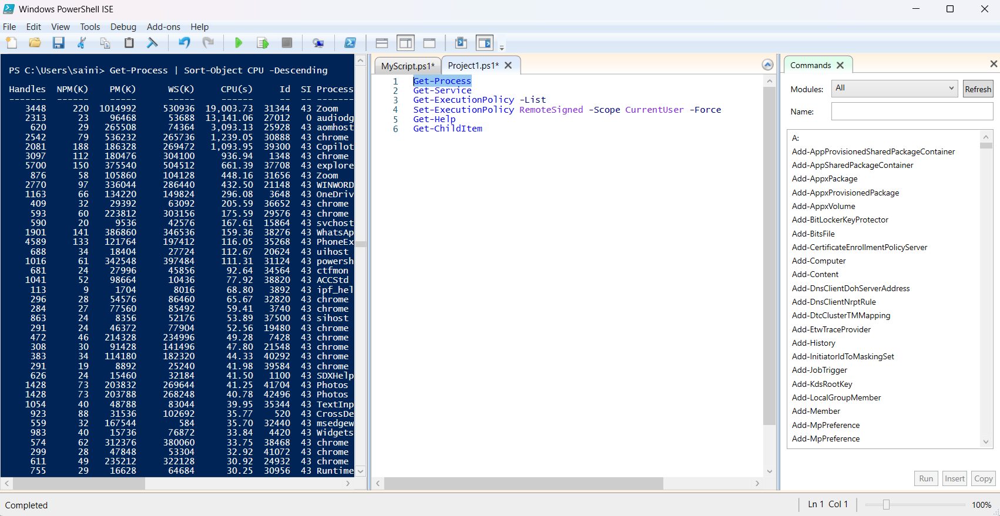 Windows PowerShell ISE
File Edit View Tools Debug Add-ons Help
PS C:\Users\saini> Get-Process | Sort-Object CPU -Descending
Handles NPM(K) PM(K) WS(K) CPU(s) Id SI Process
------- ------ ----- ----- ------ -- -- -------
3448 220 1014992 530936 19,003.73 31344 43 Zoom
2313 23 96468 53688 13,141.06 27012 0 audiodg
620 29 265508 74364 3,093.13 25928 43 aomhost
2542 79 536232 265736 1,239.05 30888 43 chrome
2081 188 186328 269472 1,093.95 39300 43 Copilot
3097 112 180476 304100 936.94 1348 43 chrome
5700 150 375540 504512 661.39 37708 43 explore
876 58 105860 104128 448.16 31656 43 Zoom
2770 97 336044 286440 432.50 21148 43 WINWORD
1163 66 134220 149824 296.08 3648 43 OneDriv
409 32 29392 63092 205.59 36652 43 chrome
593 60 223812 303156 175.59 29576 43 chrome
590 20 9536 42576 167.61 15864 43 svchost
1901 141 386860 346536 159.36 38276 43 WhatsAp
4589 133 121764 197412 116.05 35268 43 PhoneEx
688 34 18404 27724 112.67 20624 43 uihost
1016 61 342548 397484 111.31 31124 43 powersh
681 24 27996 45856 92.64 34564 43 ctfmon
1041 52 98664 10436 77.92 38820 43 ACCStd
113 9 1704 8016 68.80 3892 43 ipf_hel
296 28 54576 86460 65.67 32820 43 chrome
284 27 77560 85492 59.41 3740 43 chrome
863 24 8356 52176 53.89 37500 43 sihost
291 24 46372 77904 52.56 19480 43 chrome
472 46 214328 234996 49.28 7428 43 chrome
308 30 91428 141496 47.80 21548 43 chrome
383 34 114180 182320 44.33 40292 43 chrome
291 19 8892 25240 41.98 39584 43 chrome
626 24 15460 32184 41.50 1100 43 SDXHelp
1428 73 203832 269644 41.25 41704 43 Photos
1428 73 203788 268248 40.78 42496 43 Photos
1054 40 48788 83044 39.95 35344 43 TextInp
923 88 31536 102692 35.77 520 43 CrossDe
559 32 167544 584 35.70 32440 43 msedgew
983 40 15736 76872 33.84 4420 43 Widgets
574 62 312376 380060 33.75 38468 43 chrome
299 28 47848 53304 32.92 41072 43 chrome
611 49 235212 322128 30.92 24932 43 chrome
755 29 16628 64684 30.25 30956 43 Runtime
MyScript.ps1* Project1.ps1*
1 Get-Process
2 Get-Service
3 Get-ExecutionPolicy -List
4 Set-ExecutionPolicy RemoteSigned -Scope CurrentUser -Force
5 Get-Help
6 Get-ChildItem
Commands
Modules: All Refresh
Name:
A:
Add-AppProvisionedSharedPackageContainer
Add-AppSharedPackageContainer
Add-AppxPackage
Add-AppxProvisionedPackage
Add-AppxVolume
Add-BitLockerKeyProtector
Add-BitsFile
Add-CertificateEnrollmentPolicyServer
Add-Computer
Add-Content
Add-DnsClientDohServerAddress
Add-DnsClientNrptRule
Add-DtcClusterTMMapping
Add-EtwTraceProvider
Add-History
Add-InitiatorIdToMaskingSet
Add-JobTrigger
Add-KdsRootKey
Add-LocalGroupMember
Add-Member
Add-MpPreference
Add-MpPreference
Run Insert Copy
Completed
Ln 1 Col 1
100%